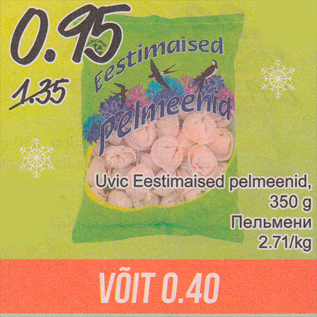 0.95
1.35
Eestimaised
pelmeenid
Uvic Eestimaised pelmeenid,
350 g
Пельмени
2.71/kg
VÕIT 0.40